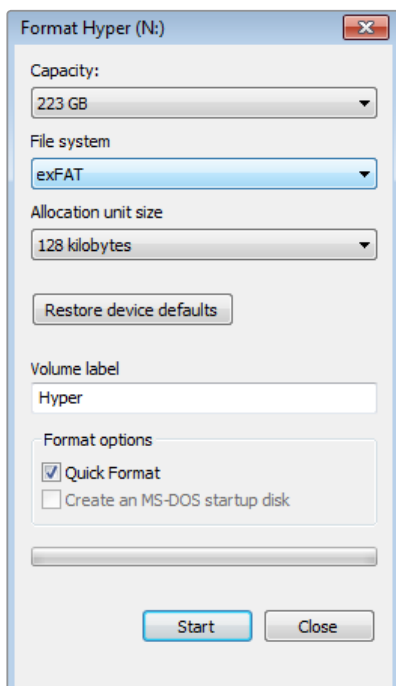 Format Hyper (N:)
Capacity:
223 GB
File system
exFAT
Allocation unit size
128 kilobytes
Restore device defaults
Volume label
Hyper
Format options
Quick Format
Create an MS-DOS startup disk
Start Close